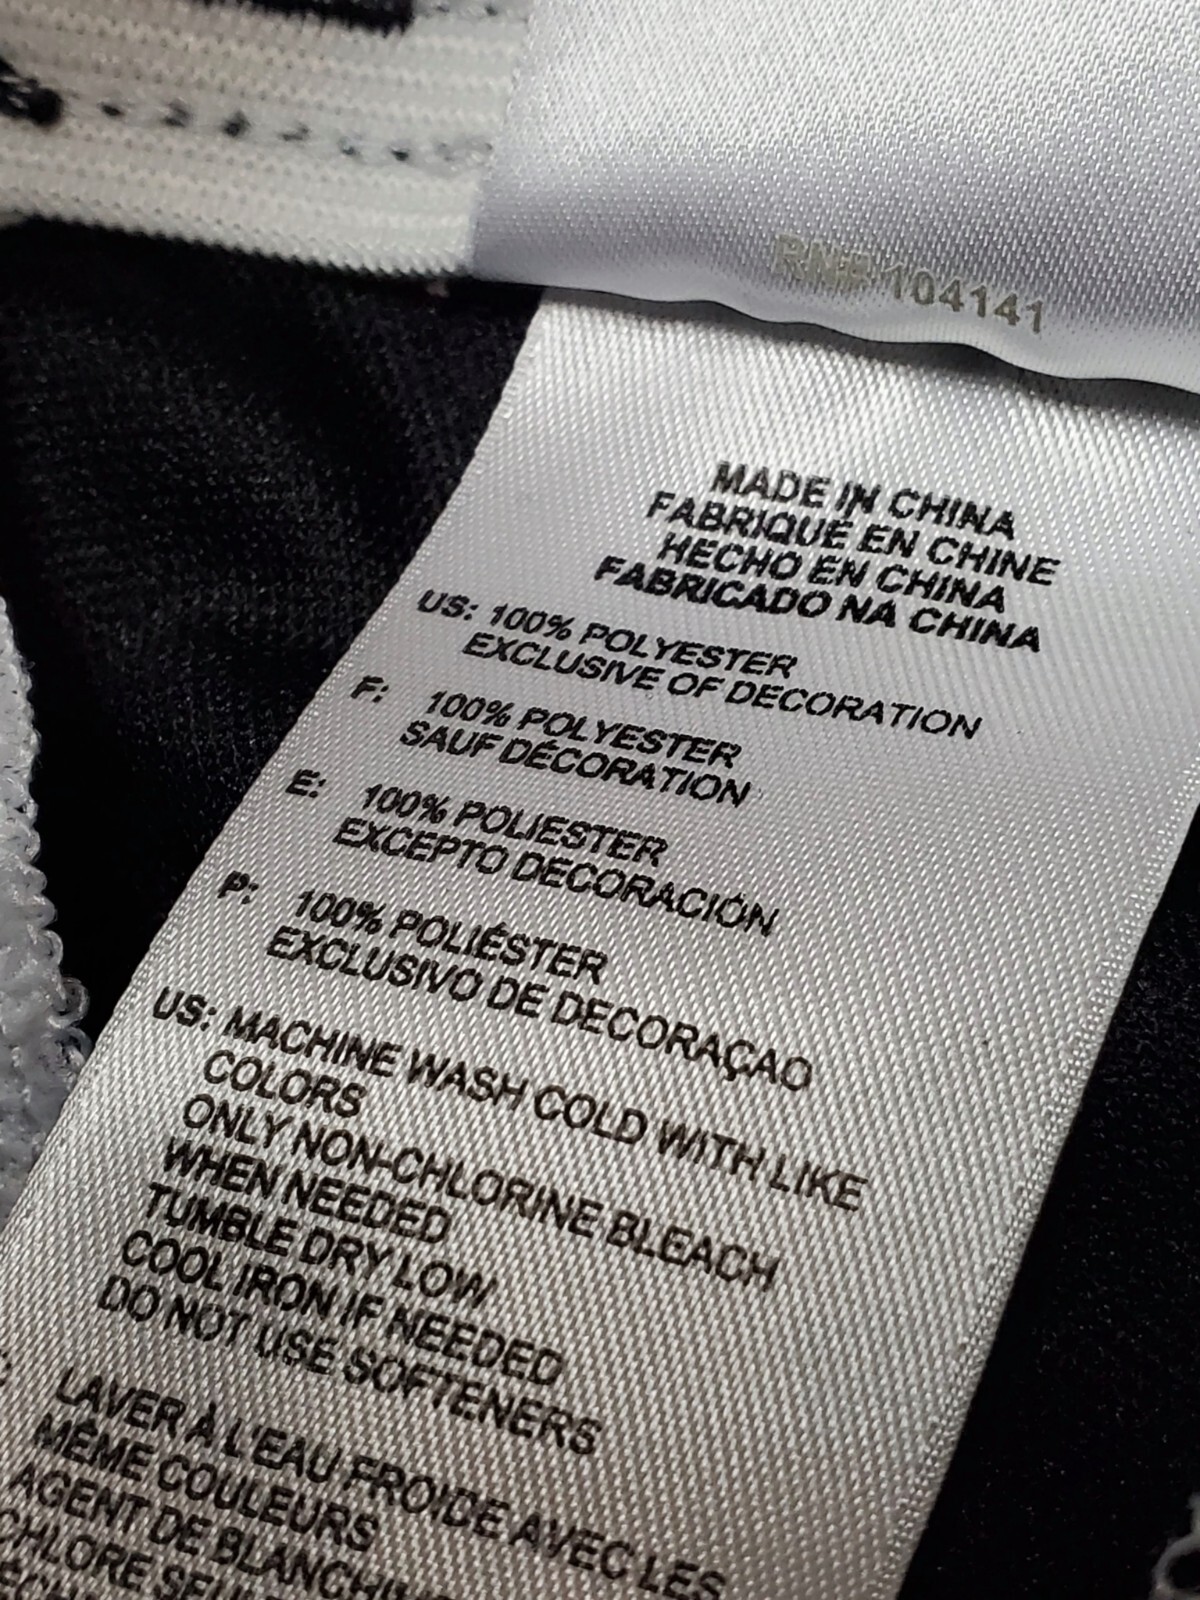 RN# 104141
MADE IN CHINA
FABRIQUÉ EN CHINE
HECHO EN CHINA
FABRICADO NA CHINA
US: 100% POLYESTER
EXCLUSIVE OF DECORATION
F: 100% POLYESTER
SAUF DÉCORATION
E: 100% POLIESTER
EXCEPTO DECORACIÓN
P: 100% POLIÉSTER
EXCLUSIVO DE DECORAÇAO
US: MACHINE WASH COLD WITH LIKE
COLORS
ONLY NON-CHLORINE BLEACH
WHEN NEEDED
TUMBLE DRY LOW
COOL IRON IF NEEDED
DO NOT USE SOFTENERS
LAVER À L'EAU FROIDE AVEC LES
MÊME COULEURS
AGENT DE